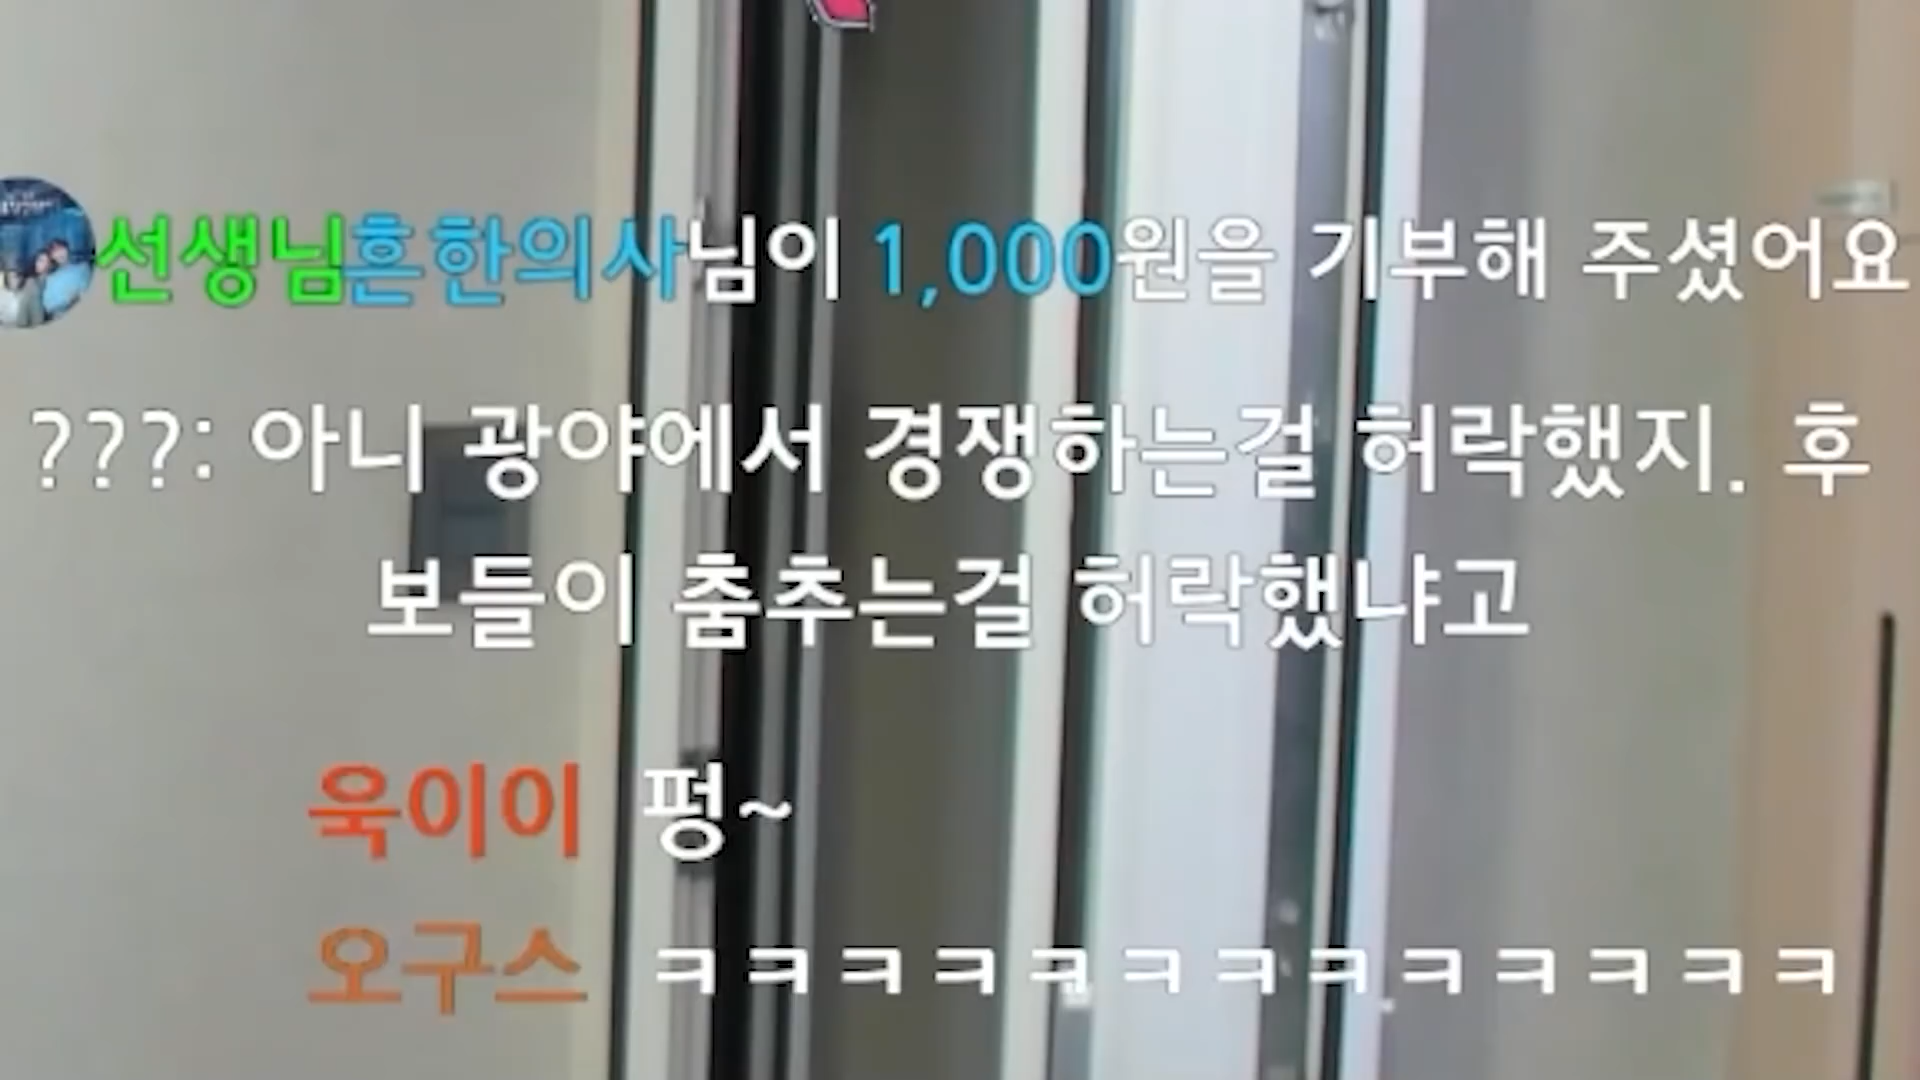 선생님흔한의사님이 1,000원을 기부해 주셨어요
???: 아니 광야에서 경쟁하는걸 허락했지. 후
보들이 춤추는걸 허락했냐고
욱이이 펑~
오구스 ㅋㅋㅋㅋㅋㅋㅋㅋㅋㅋㅋㅋㅋ